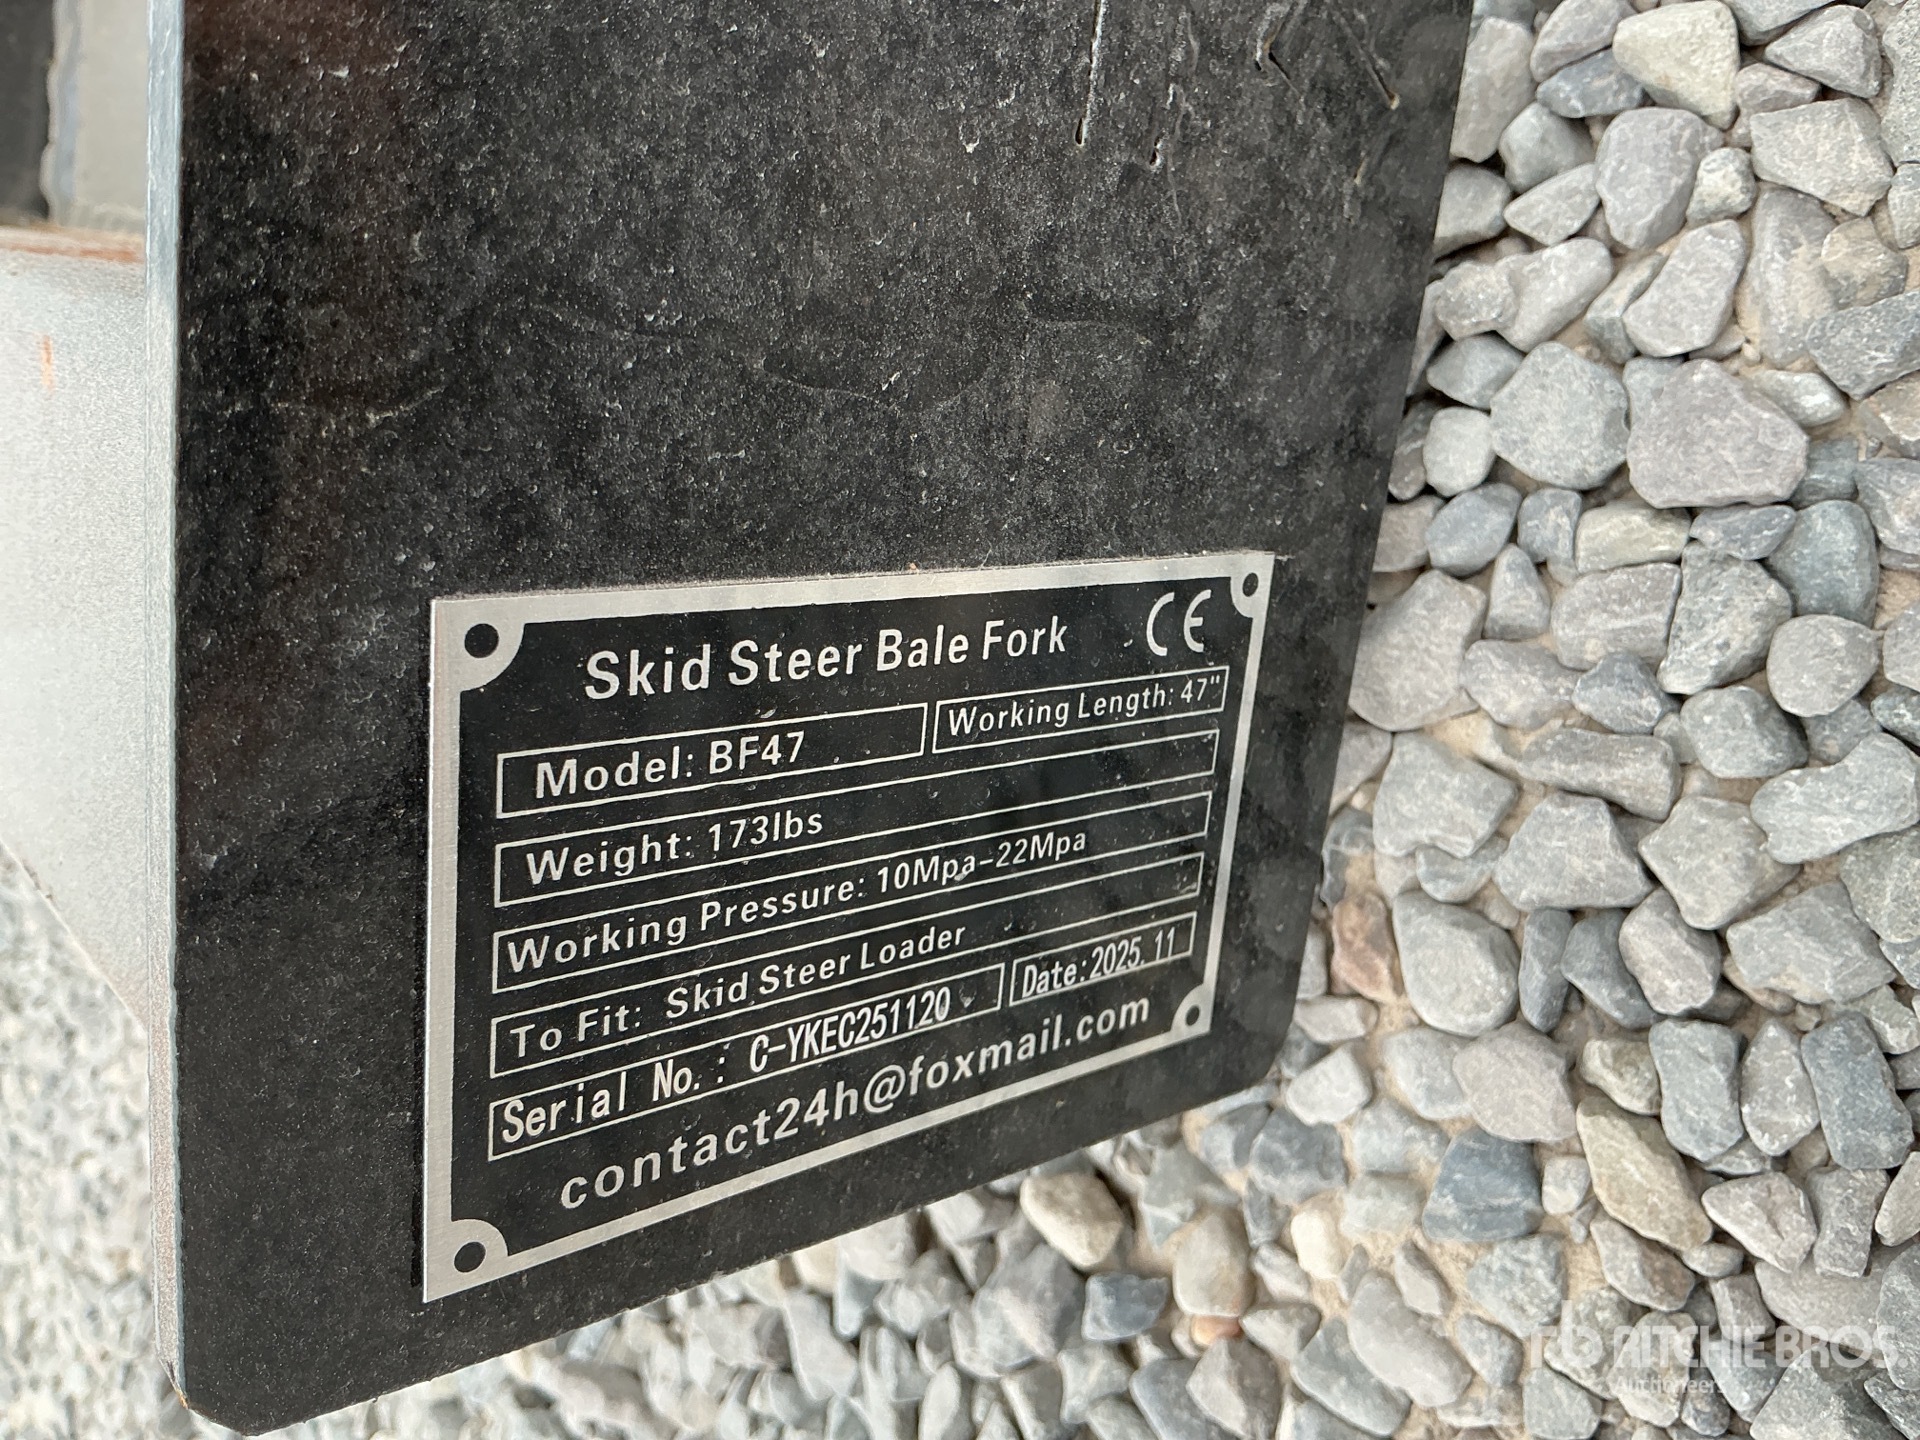 Skid Steer Bale Fork CE
Model: BF47 Working Length: 47"
Weight: 173lbs
Working Pressure: 10Mpa-22Mpa
To Fit: Skid Steer Loader
Serial No.: C-YKEC251120 Date:2025.11
contact24h@foxmail.com
RITCHIE BROS.
Auctioneers